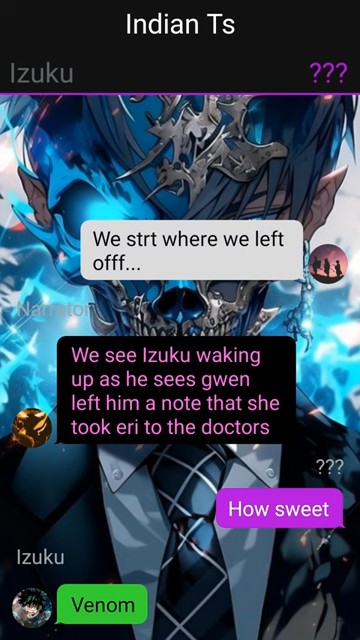 Indian Ts
Izuku
???
We strt where we left
offf...
Narrator
We see Izuku waking
up as he sees gwen
left him a note that she
took eri to the doctors
???
How sweet
Izuku
Venom